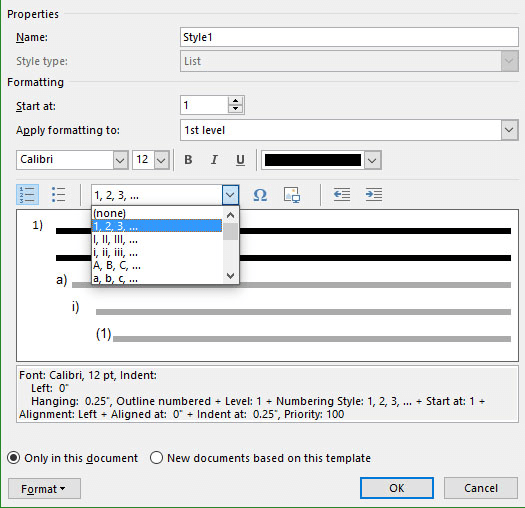 Properties
Name: Style1
Style type: List
Formatting
Start at: 1
Apply formatting to: 1st level
Calibri 12 B I U
1, 2, 3, ... Ω
(none)
1, 2, 3, ...
I, II, III, ...
i, ii, iii, ...
A, B, C, ...
a, b, c, ...
1)
a)
i)
(1)
Font: Calibri, 12 pt, Indent:
Left: 0"
Hanging: 0.25", Outline numbered + Level: 1 + Numbering Style: 1, 2, 3, ... + Start at: 1 +
Alignment: Left + Aligned at: 0" + Indent at: 0.25", Priority: 100
Only in this document New documents based on this template
Format OK Cancel